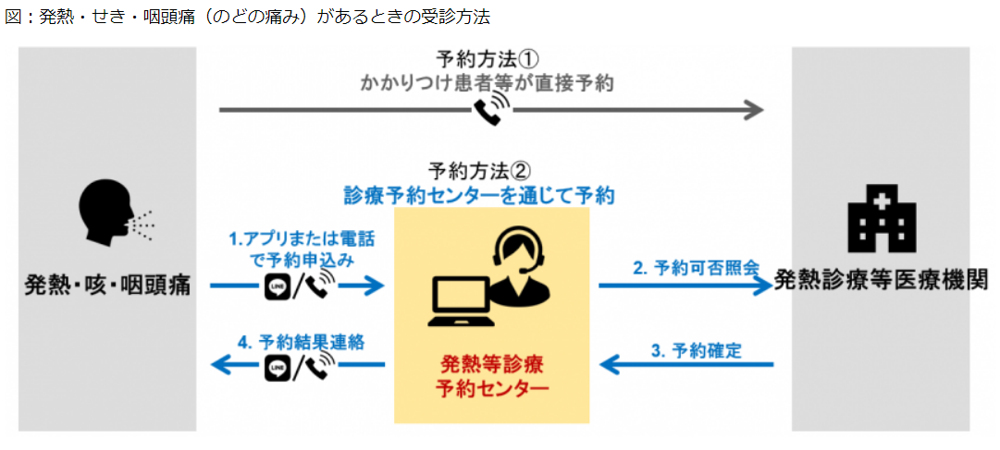 図：発熱・せき・咽頭痛（のどの痛み）があるときの受診方法
予約方法①
かかりつけ患者等が直接予約
予約方法②
診療予約センターを通じて予約
発熱・咳・咽頭痛
1.アプリまたは電話
で予約申込み
LINE
/
2. 予約可否照会
発熱診療等医療機関
4. 予約結果連絡
LINE
/
3. 予約確定
発熱等診療
予約センター